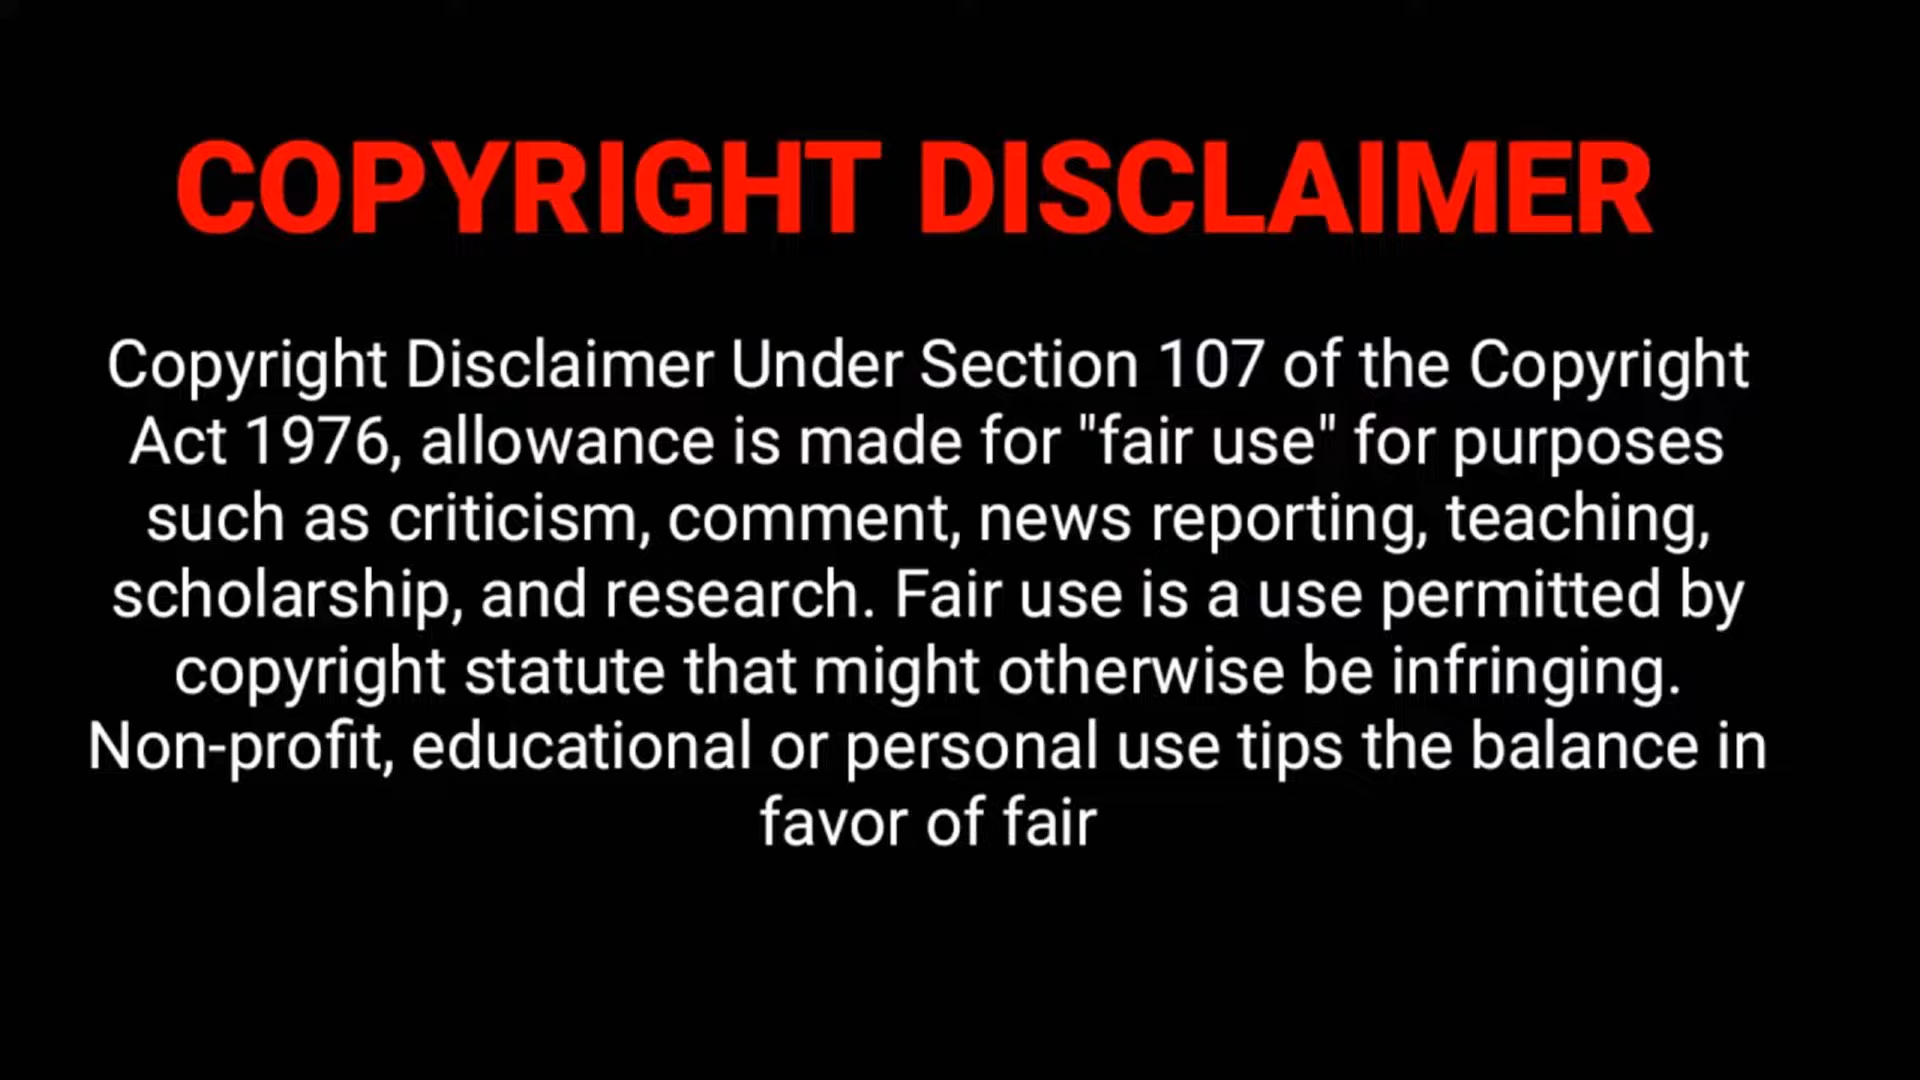 COPYRIGHT DISCLAIMER
Copyright Disclaimer Under Section 107 of the Copyright
Act 1976, allowance is made for "fair use" for purposes
such as criticism, comment, news reporting, teaching,
scholarship, and research. Fair use is a use permitted by
copyright statute that might otherwise be infringing.
Non-profit, educational or personal use tips the balance in
favor of fair